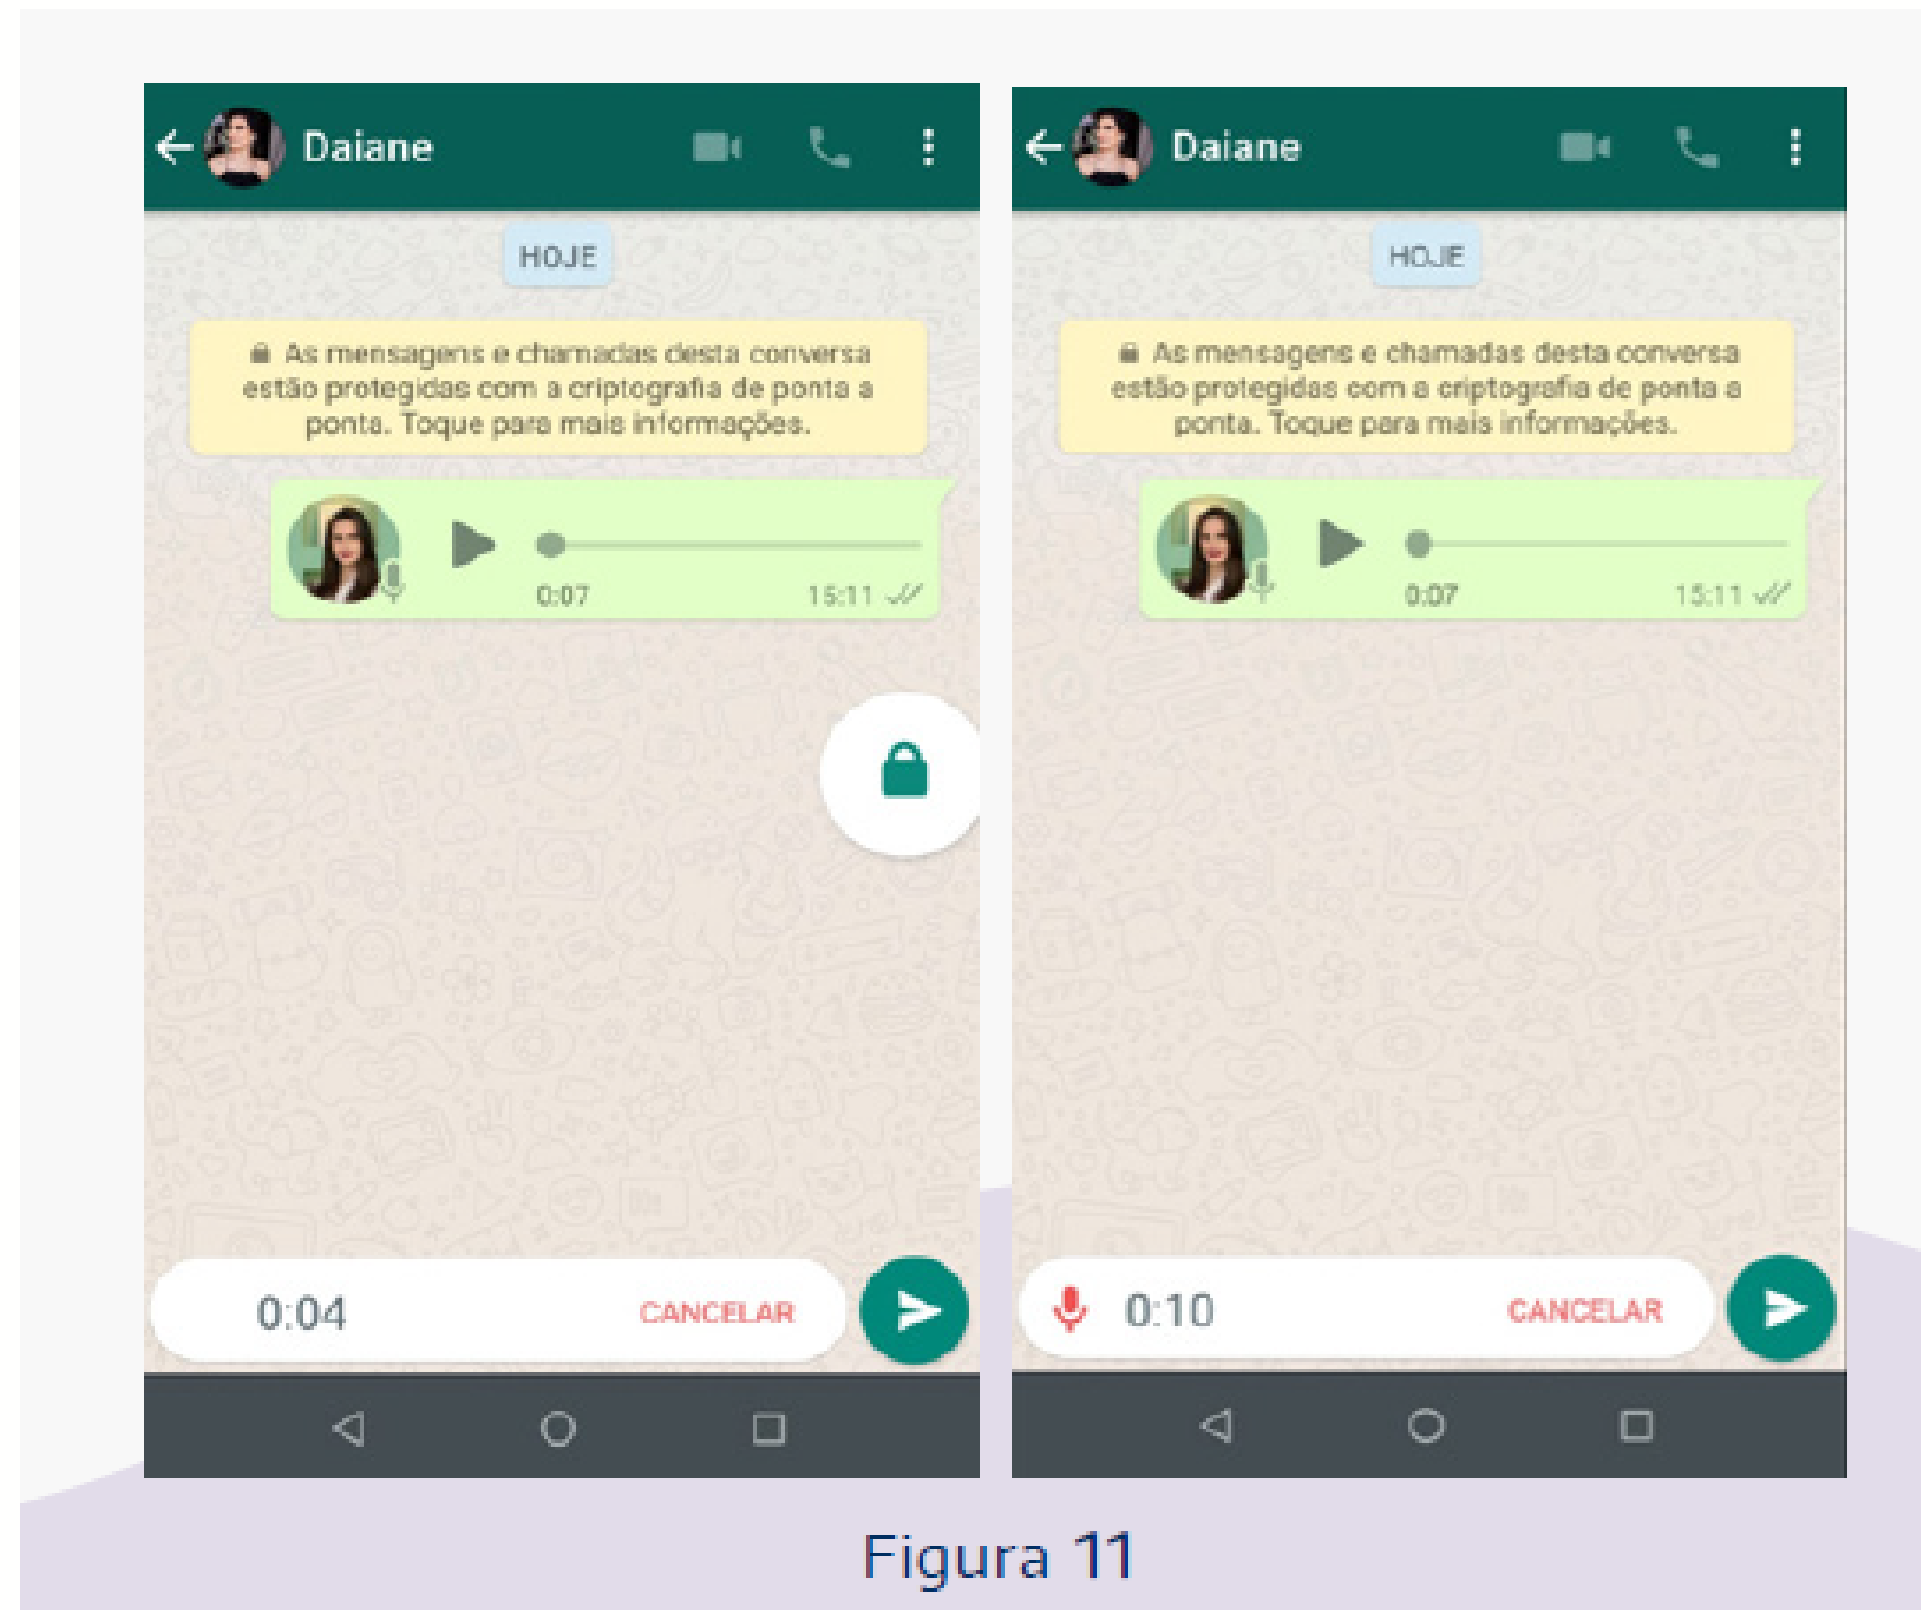 Daiane
HOJE
As mensagens e chamadas desta conversa
estão protegidas com a criptografia de ponta a
ponta. Toque para mais informações.
0:07 15:11
0:04 CANCELAR
Daiane
HOJE
As mensagens e chamadas desta conversa
estão protegidas com a criptografia de ponta a
ponta. Toque para mais informações.
0:07 15:11
0:10 CANCELAR
Figura 11